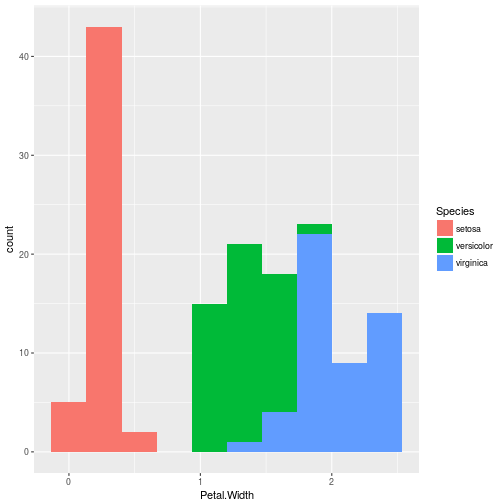 40
30
20
10
0
count
0 1 2
Petal.Width
Species
setosa
versicolor
virginica